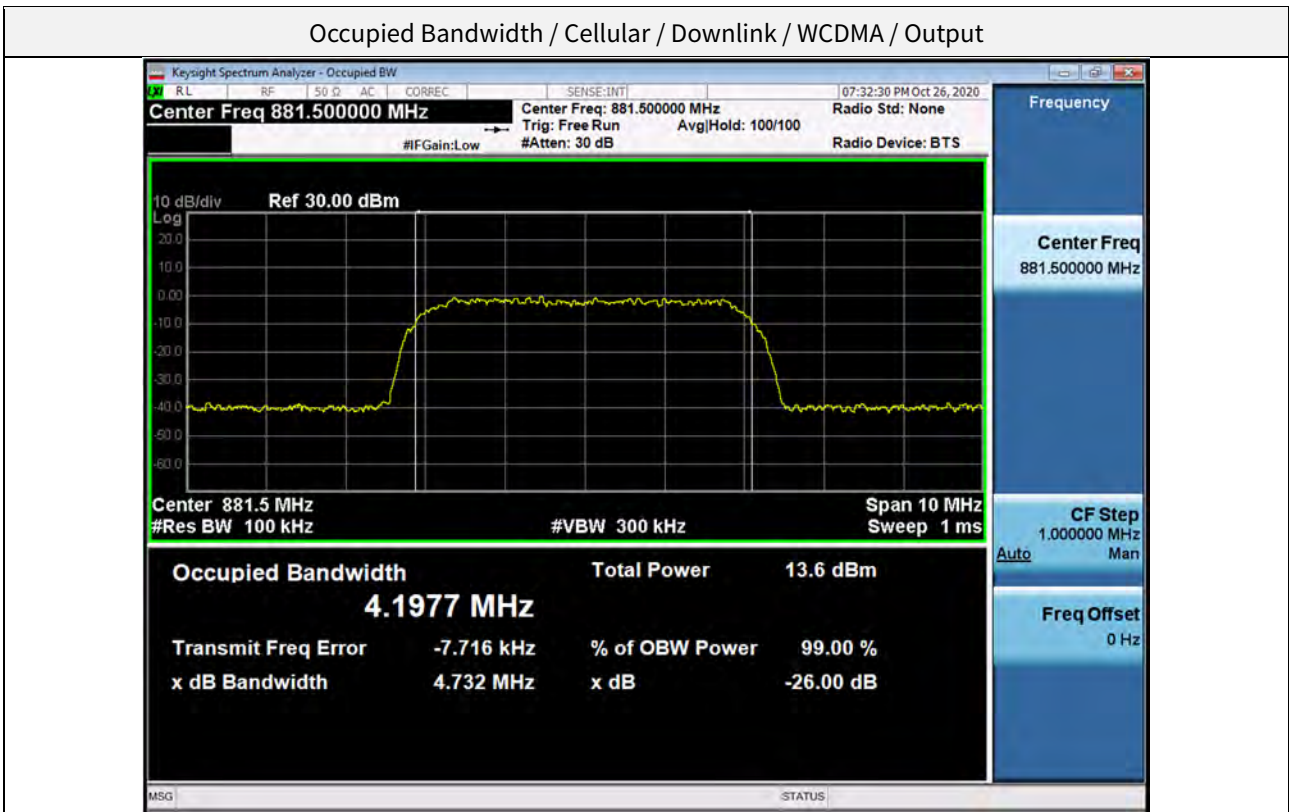 Occupied Bandwidth / Cellular / Downlink / WCDMA / Output
Keysight Spectrum Analyzer - Occupied BW
LXI RL RF 50 Ω AC CORREC SENSE:INT 07:32:30 PM Oct 26, 2020
Center Freq 881.500000 MHz Center Freq: 881.500000 MHz Radio Std: None
Trig: Free Run Avg|Hold: 100/100
#IFGain:Low #Atten: 30 dB Radio Device: BTS
10 dB/div Ref 30.00 dBm
Log
20.0
10.0
0.00
-10.0
-20.0
-30.0
-40.0
-50.0
-60.0
Center 881.5 MHz Span 10 MHz
#Res BW 100 kHz #VBW 300 kHz Sweep 1 ms
Occupied Bandwidth Total Power 13.6 dBm
4.1977 MHz
Transmit Freq Error -7.716 kHz % of OBW Power 99.00 %
x dB Bandwidth 4.732 MHz x dB -26.00 dB
MSG STATUS
Frequency
Center Freq
881.500000 MHz
CF Step
1.000000 MHz
Auto Man
Freq Offset
0 Hz